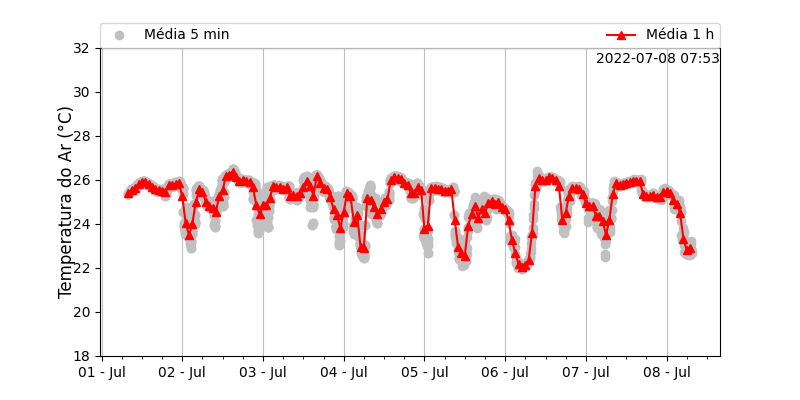 Média 5 min
Média 1 h
2022-07-08 07:53
Temperatura do Ar (°C)
32
30
28
26
24
22
20
18
01 - Jul
02 - Jul
03 - Jul
04 - Jul
05 - Jul
06 - Jul
07 - Jul
08 - Jul